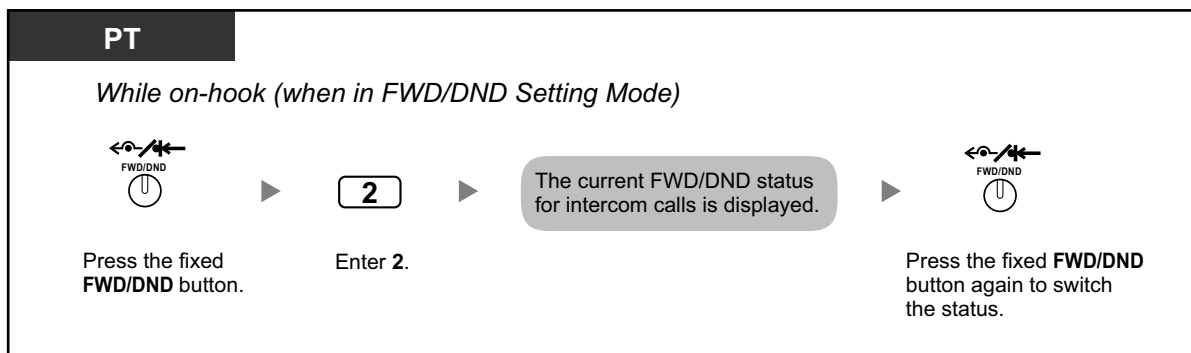 PT
While on-hook (when in FWD/DND Setting Mode)
FWD/DND
Press the fixed
FWD/DND button.
2
Enter 2.
The current FWD/DND status
for intercom calls is displayed.
FWD/DND
Press the fixed FWD/DND
button again to switch
the status.